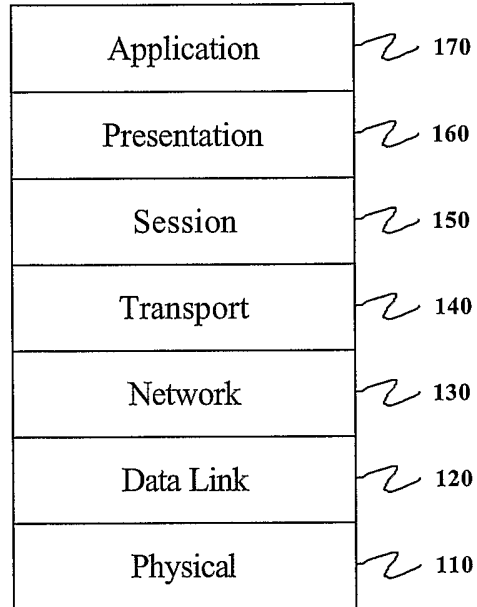 Application 170
Presentation 160
Session 150
Transport 140
Network 130
Data Link 120
Physical 110